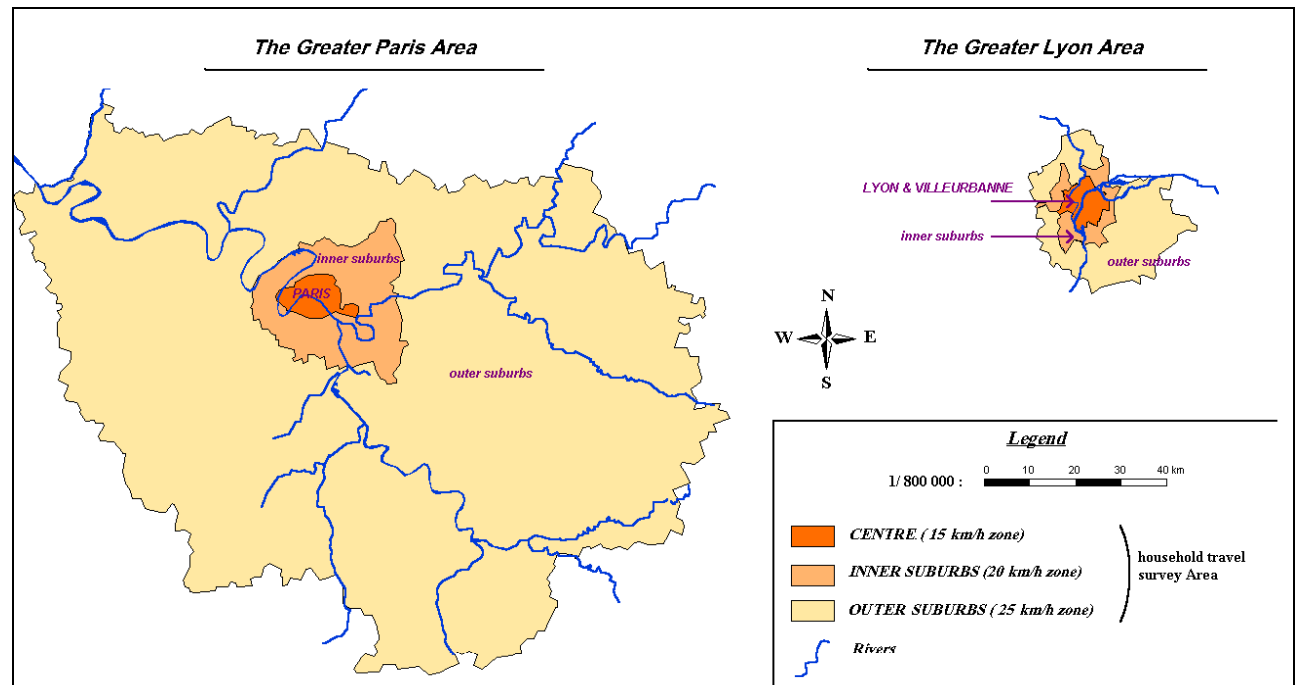 The Greater Paris Area
The Greater Lyon Area
LYON & VILLEURBANNE
inner suburbs
outer suburbs
inner suburbs
PARIS
outer suburbs
N
W E
S
Legend
1/ 800 000 :
0 10 20 30 40 km
CENTRE ( 15 km/h zone)
INNER SUBURBS (20 km/h zone)
OUTER SUBURBS ( 25 km/h zone)
household travel
survey Area
Rivers